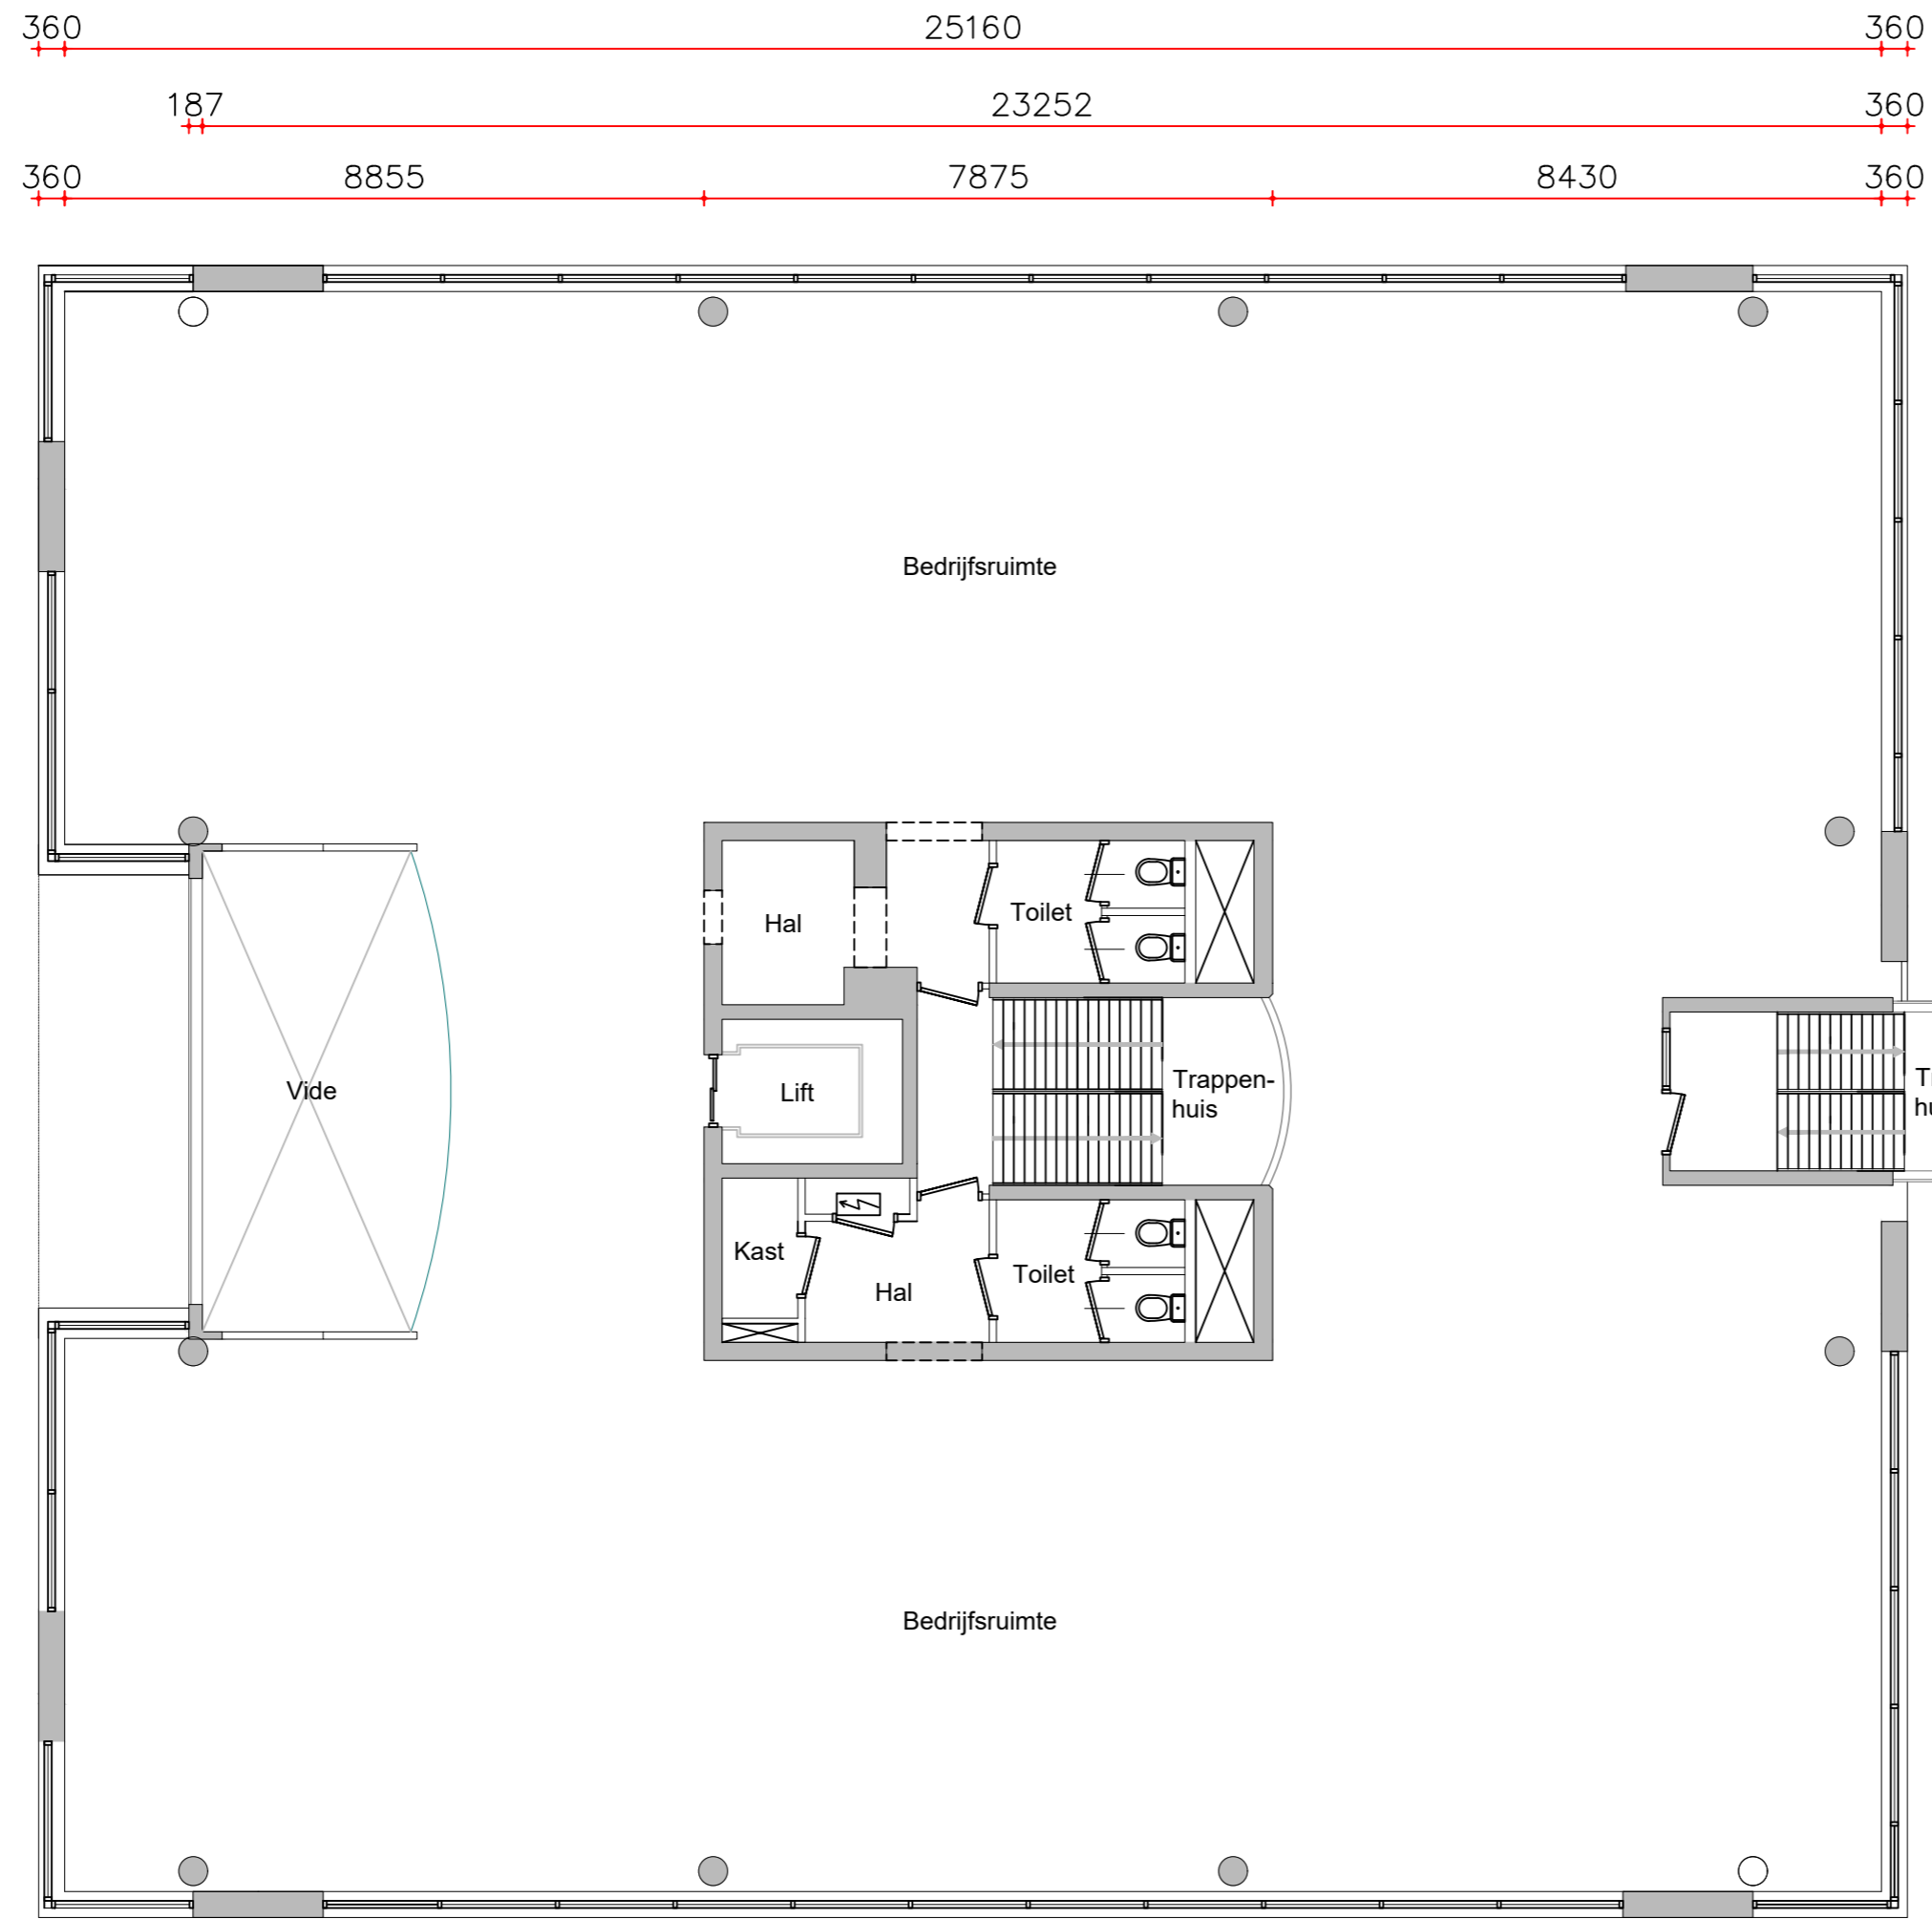 360 25160 360
187 23252 360
360 8855 7875 8430 360
Bedrijfsruimte
Hal
Toilet
Vide
Lift
Trappen-
huis
Kast
Hal
Toilet
Bedrijfsruimte